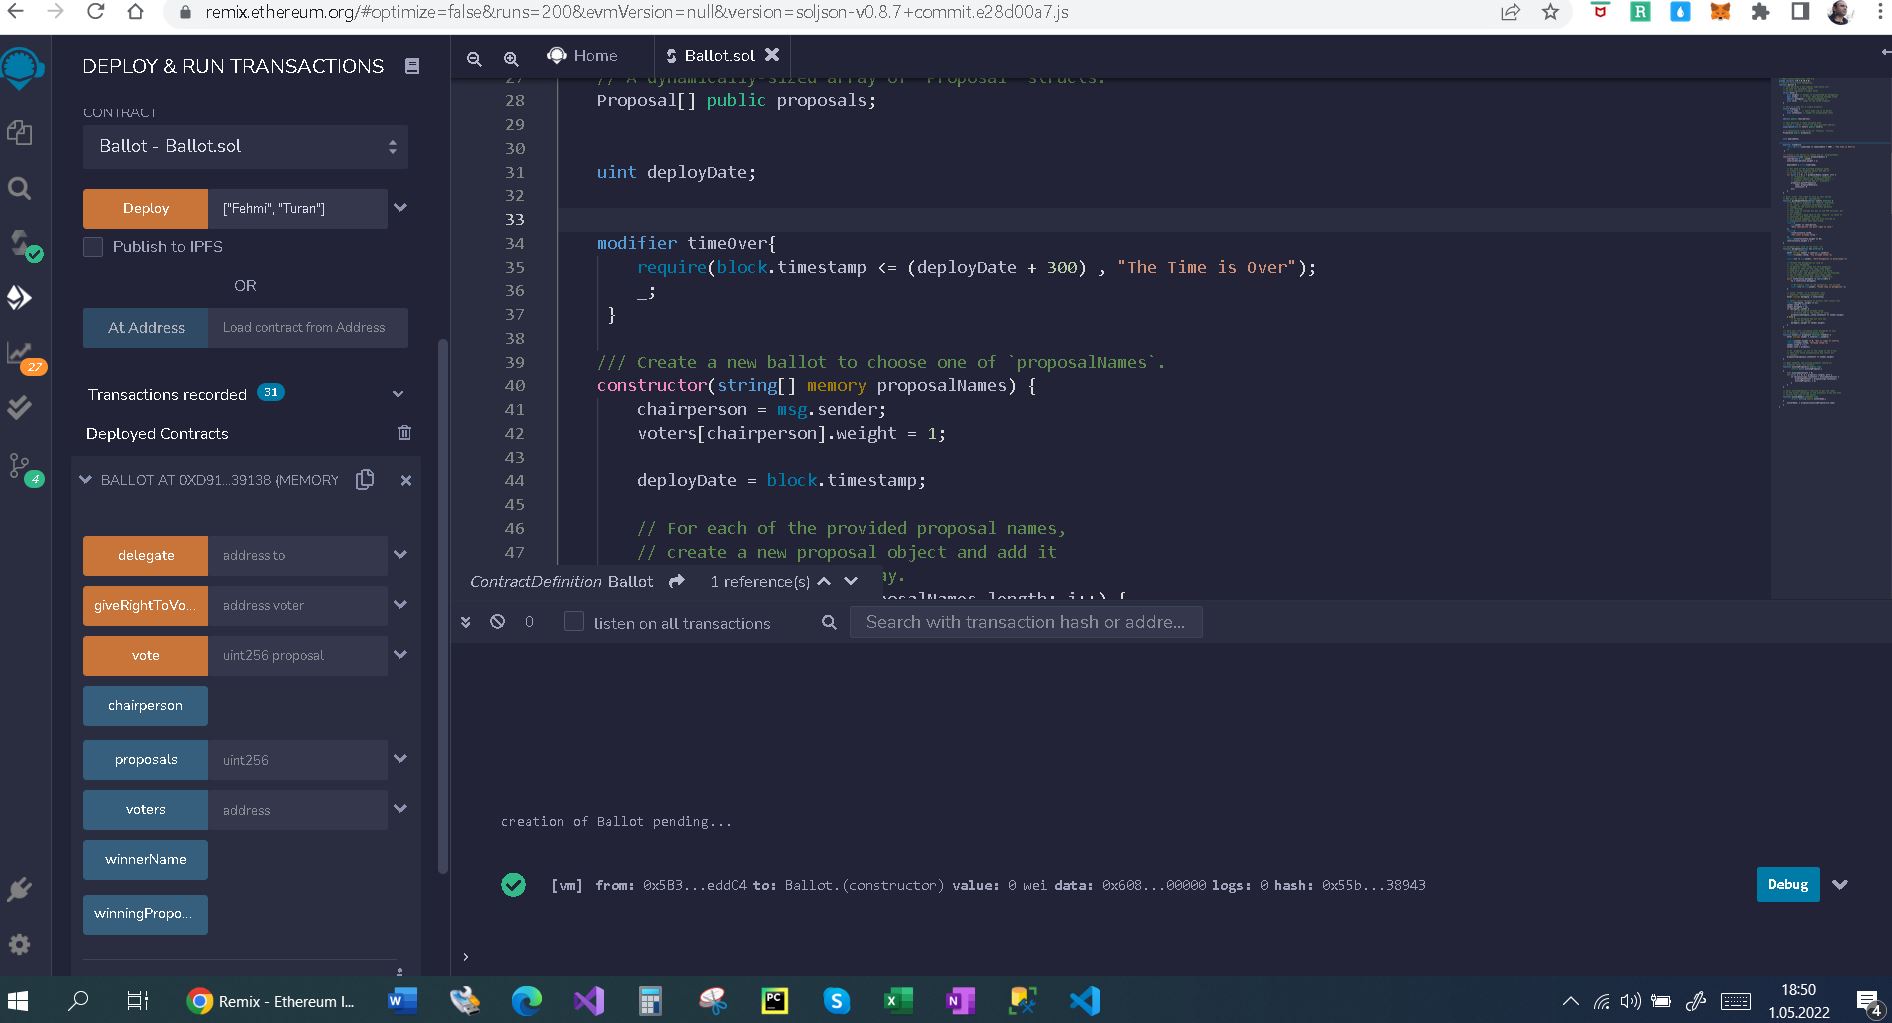 remix.ethereum.org/#optimize=false&runs=200&evmVersion=null&version=soljson-v0.8.7+commit.e28d00a7.js
DEPLOY & RUN TRANSACTIONS
CONTRACT
Ballot - Ballot.sol
Deploy ["Fehmi", "Turan"]
Publish to IPFS
OR
At Address Load contract from Address
Transactions recorded 31
Deployed Contracts
BALLOT AT 0XD91...39138 (MEMORY
delegate address to
giveRightToVo... address voter
vote uint256 proposal
chairperson
proposals uint256
voters address
winnerName
winningPropo...
27
4
Home Ballot.sol
27 // A dynamically-sized array of `Proposal` structs.
28 Proposal[] public proposals;
29
30
31 uint deployDate;
32
33
34 modifier timeOver{
35 require(block.timestamp <= (deployDate + 300) , "The Time is Over");
36 _;
37 }
38
39 /// Create a new ballot to choose one of `proposalNames`.
40 constructor(string[] memory proposalNames) {
41 chairperson = msg.sender;
42 voters[chairperson].weight = 1;
43
44 deployDate = block.timestamp;
45
46 // For each of the provided proposal names,
47 // create a new proposal object and add it
ay.
posalNames.length; i++) {
ContractDefinition Ballot 1 reference(s)
0 listen on all transactions Search with transaction hash or addre...
creation of Ballot pending...
[vm] from: 0x5B3...eddC4 to: Ballot.(constructor) value: 0 wei data: 0x608...00000 logs: 0 hash: 0x55b...38943 Debug
>
Remix - Ethereum I...
18:50
1.05.2022
4